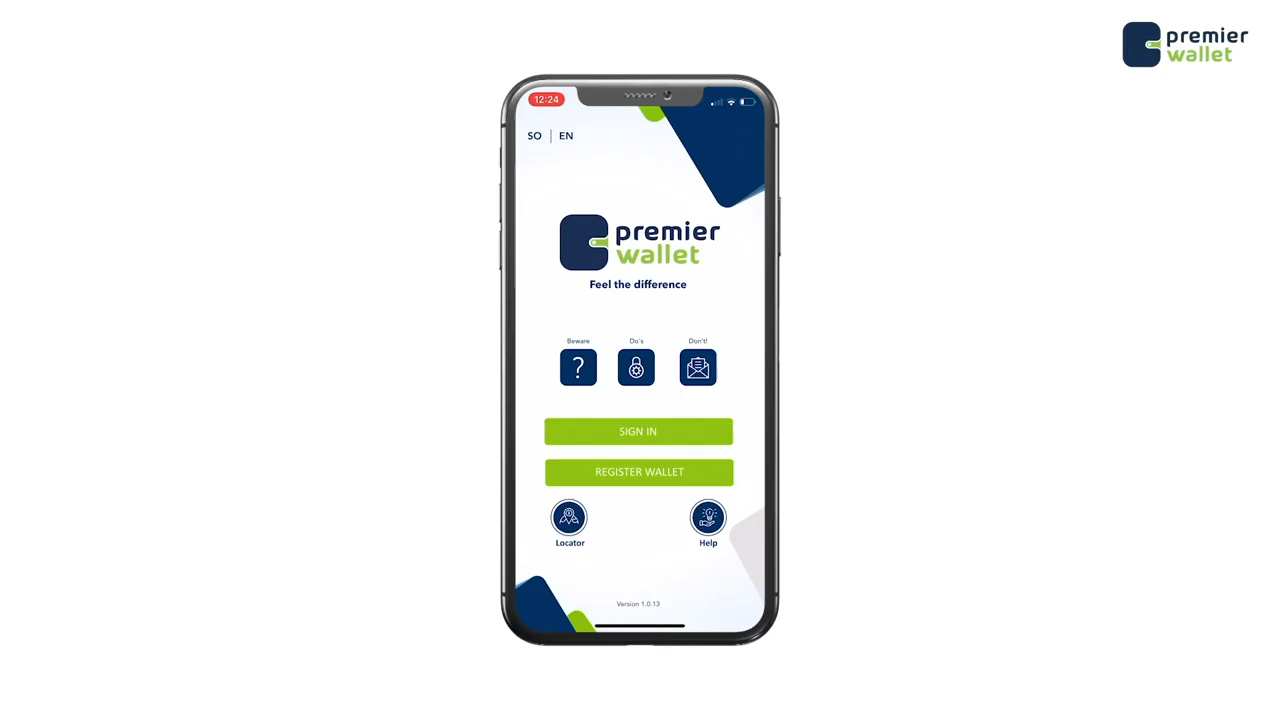 premier
wallet
12:24
SO | EN
premier
wallet
Feel the difference
Beware
Do's
Don't!
SIGN IN
REGISTER WALLET
Locator
Help
Version 1.0.13